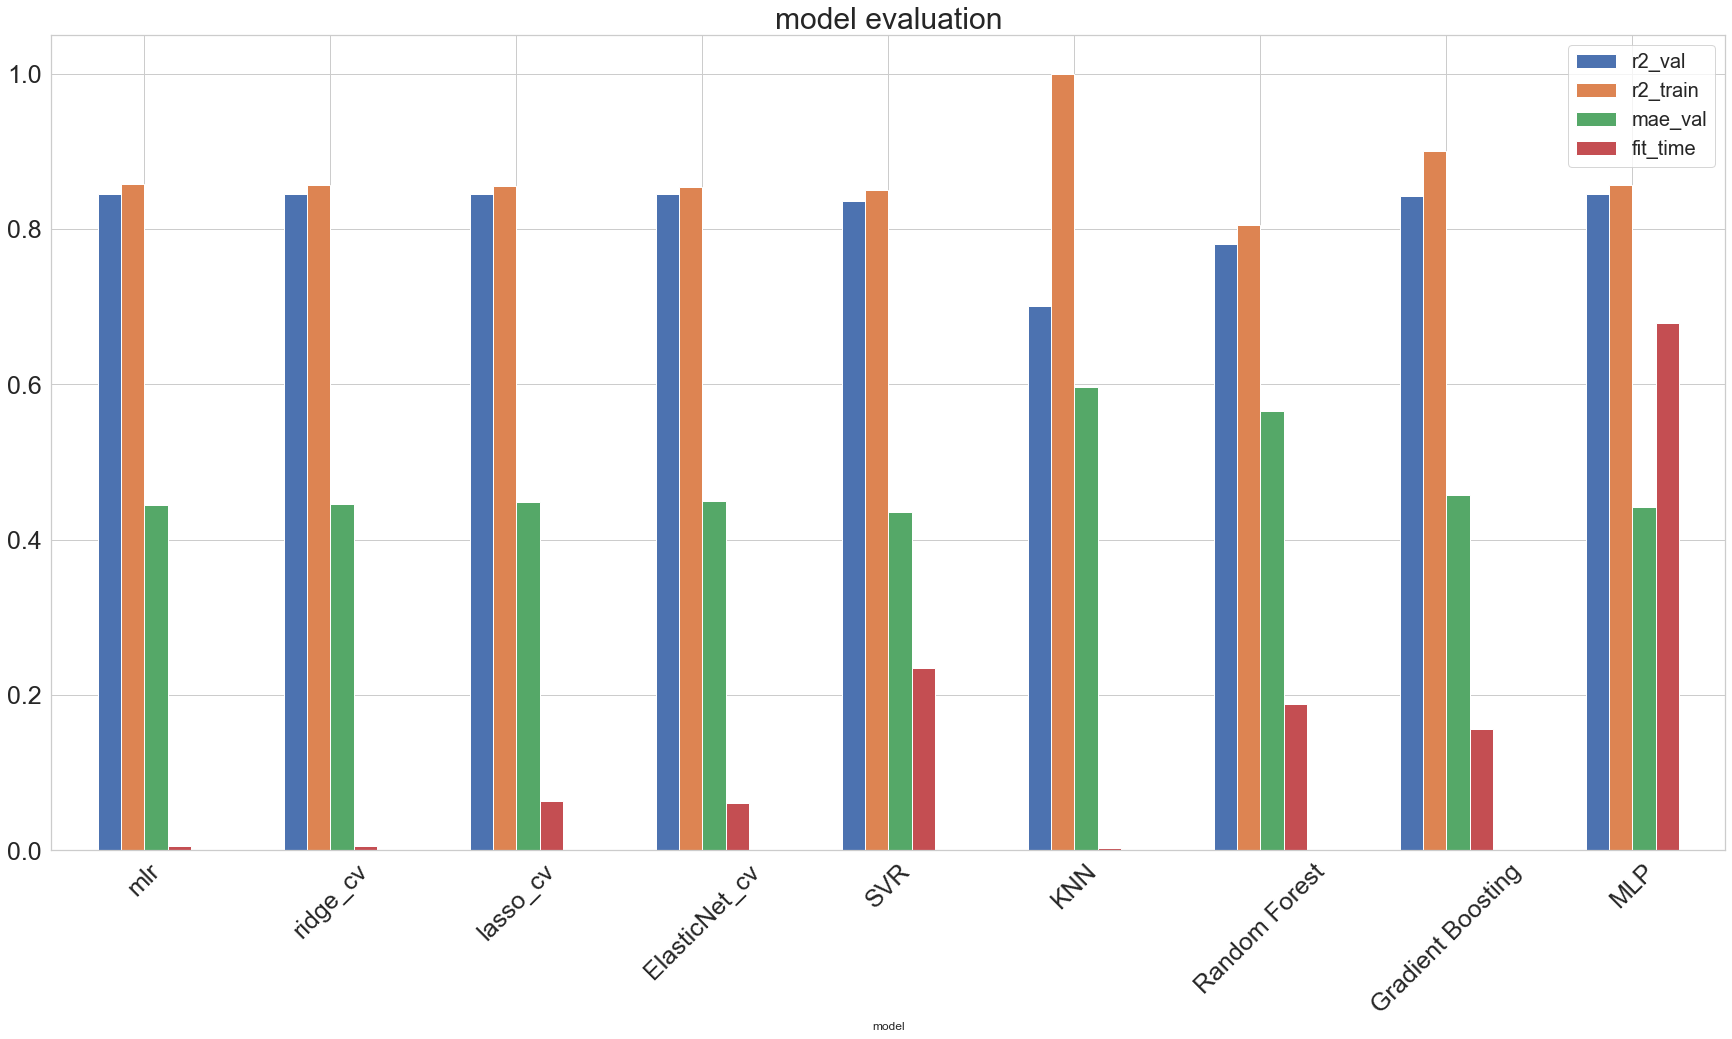 model evaluation
r2_val
r2_train
mae_val
fit_time
1.0
0.8
0.6
0.4
0.2
0.0
mlr
ridge_cv
lasso_cv
ElasticNet_cv
SVR
KNN
Random Forest
Gradient Boosting
MLP
model